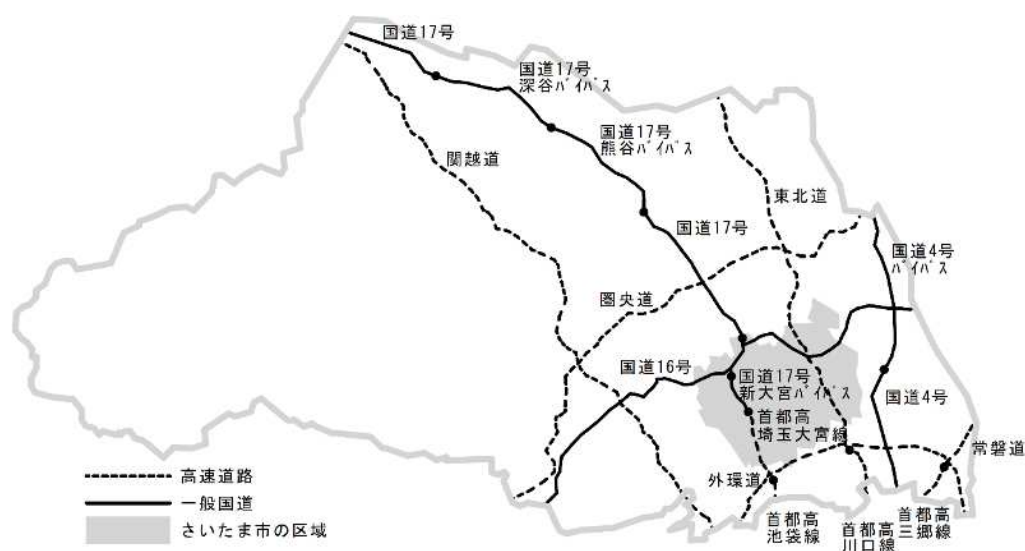 国道17号
国道17号
深谷バイパス
国道17号
熊谷バイパス
関越道
東北道
国道17号
国道4号
バイパス
圏央道
国道16号
国道17号
新大宮バイパス
国道4号
首都高
埼玉大宮線
常磐道
外環道
高速道路
一般国道
さいたま市の区域
首都高
池袋線
首都高
川口線
首都高
三郷線